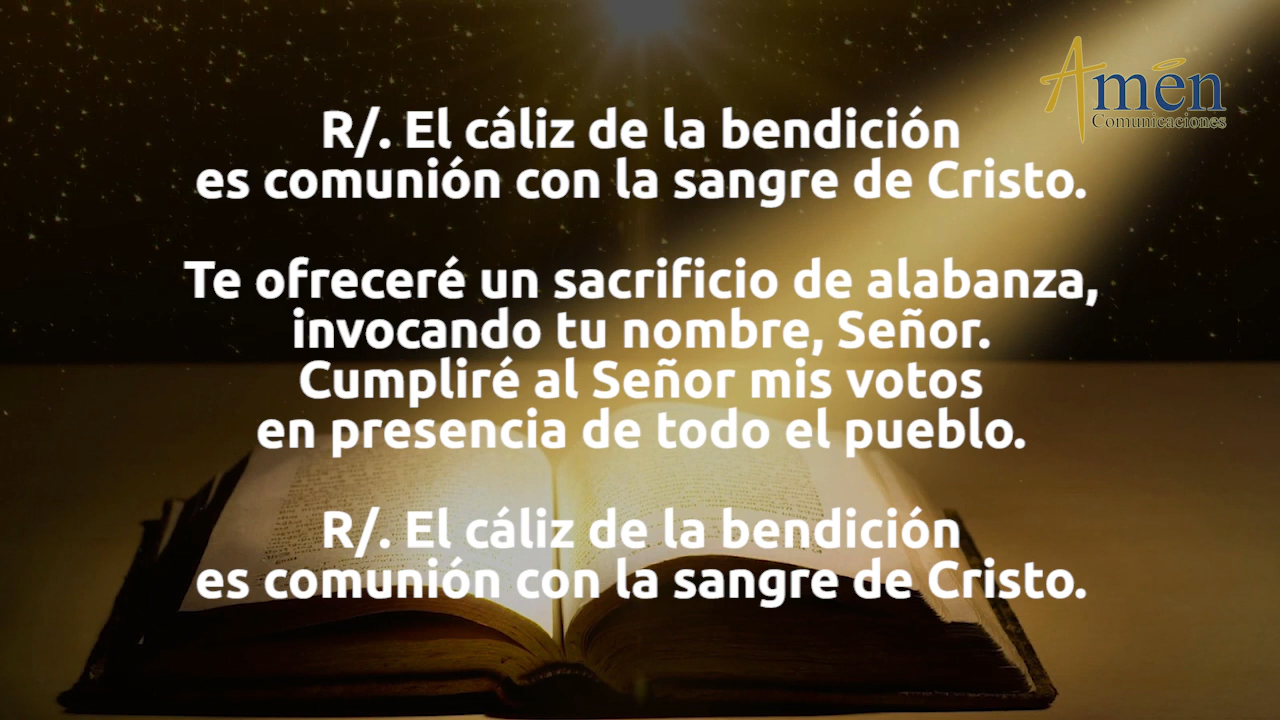 Amén
Comunicaciones
R/. El cáliz de la bendición
es comunión con la sangre de Cristo.
Te ofreceré un sacrificio de alabanza,
invocando tu nombre, Señor.
Cumpliré al Señor mis votos
en presencia de todo el pueblo.
R/. El cáliz de la bendición
es comunión con la sangre de Cristo.